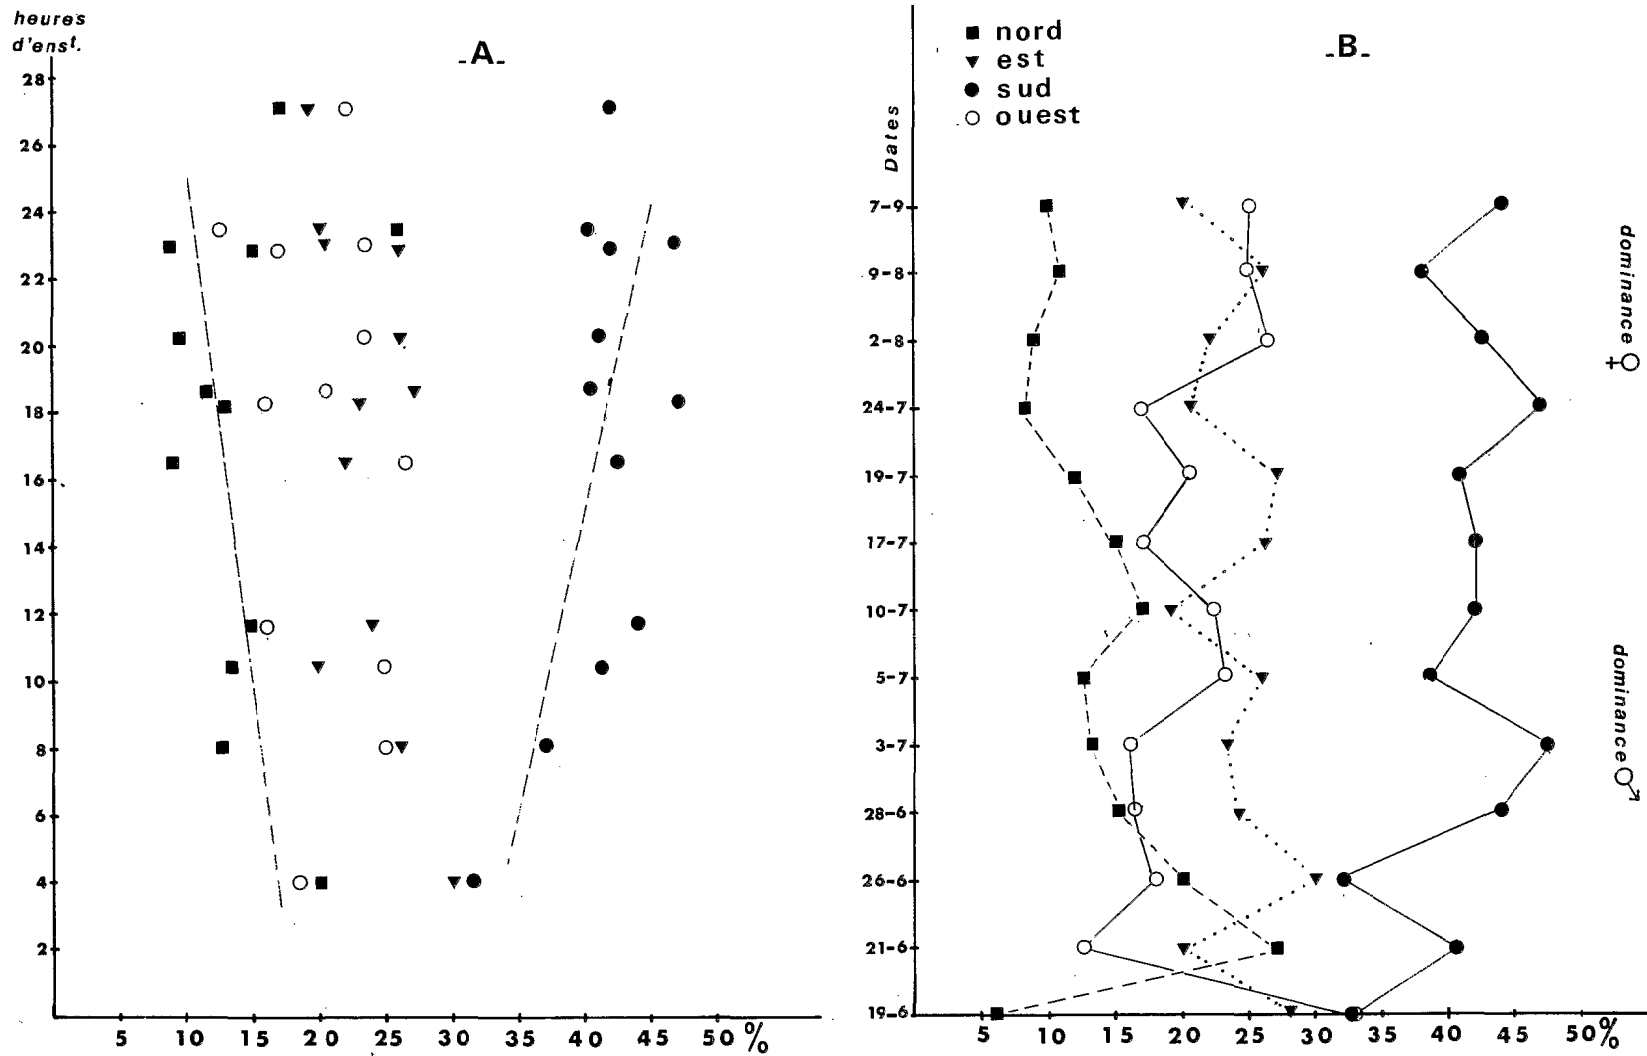 heures
d'enst.
-A-
28
26
24
22
20
18
16
14
12
10
8
6
4
2
5 10 15 20 25 30 35 40 45 50 %
nord
est
sud
ouest
-B-
Dates
7-9
9-8
2-8
24-7
19-7
17-7
10-7
5-7
3-7
28-6
26-6
21-6
19-6
5 10 15 20 25 30 35 40 45 50%
dominance ♀
dominance ♂